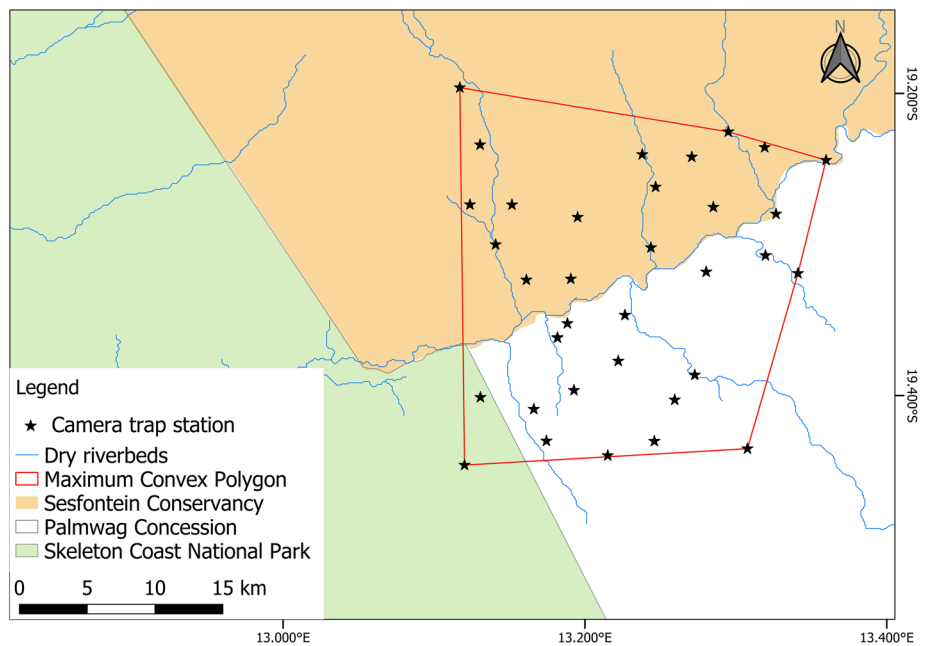 N
19.200°S
19.400°S
Legend
Camera trap station
Dry riverbeds
Maximum Convex Polygon
Sesfontein Conservancy
Palmwag Concession
Skeleton Coast National Park
0 5 10 15 km
13.000°E 13.200°E 13.400°E